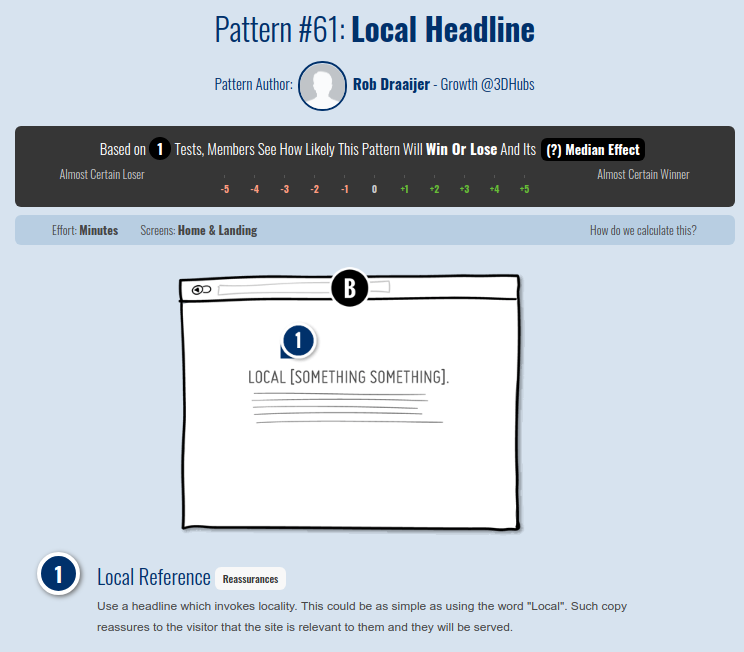 Pattern #61: Local Headline
Pattern Author: Rob Draaijer - Growth @3DHubs
Based on 1 Tests, Members See How Likely This Pattern Will Win Or Lose And Its (?) Median Effect
Almost Certain Loser Almost Certain Winner
-5 -4 -3 -2 -1 0 +1 +2 +3 +4 +5
Effort: Minutes Screens: Home & Landing How do we calculate this?
B
1
LOCAL [SOMETHING SOMETHING].
1 Local Reference Reassurances
Use a headline which invokes locality. This could be as simple as using the word "Local". Such copy
reassures to the visitor that the site is relevant to them and they will be served.